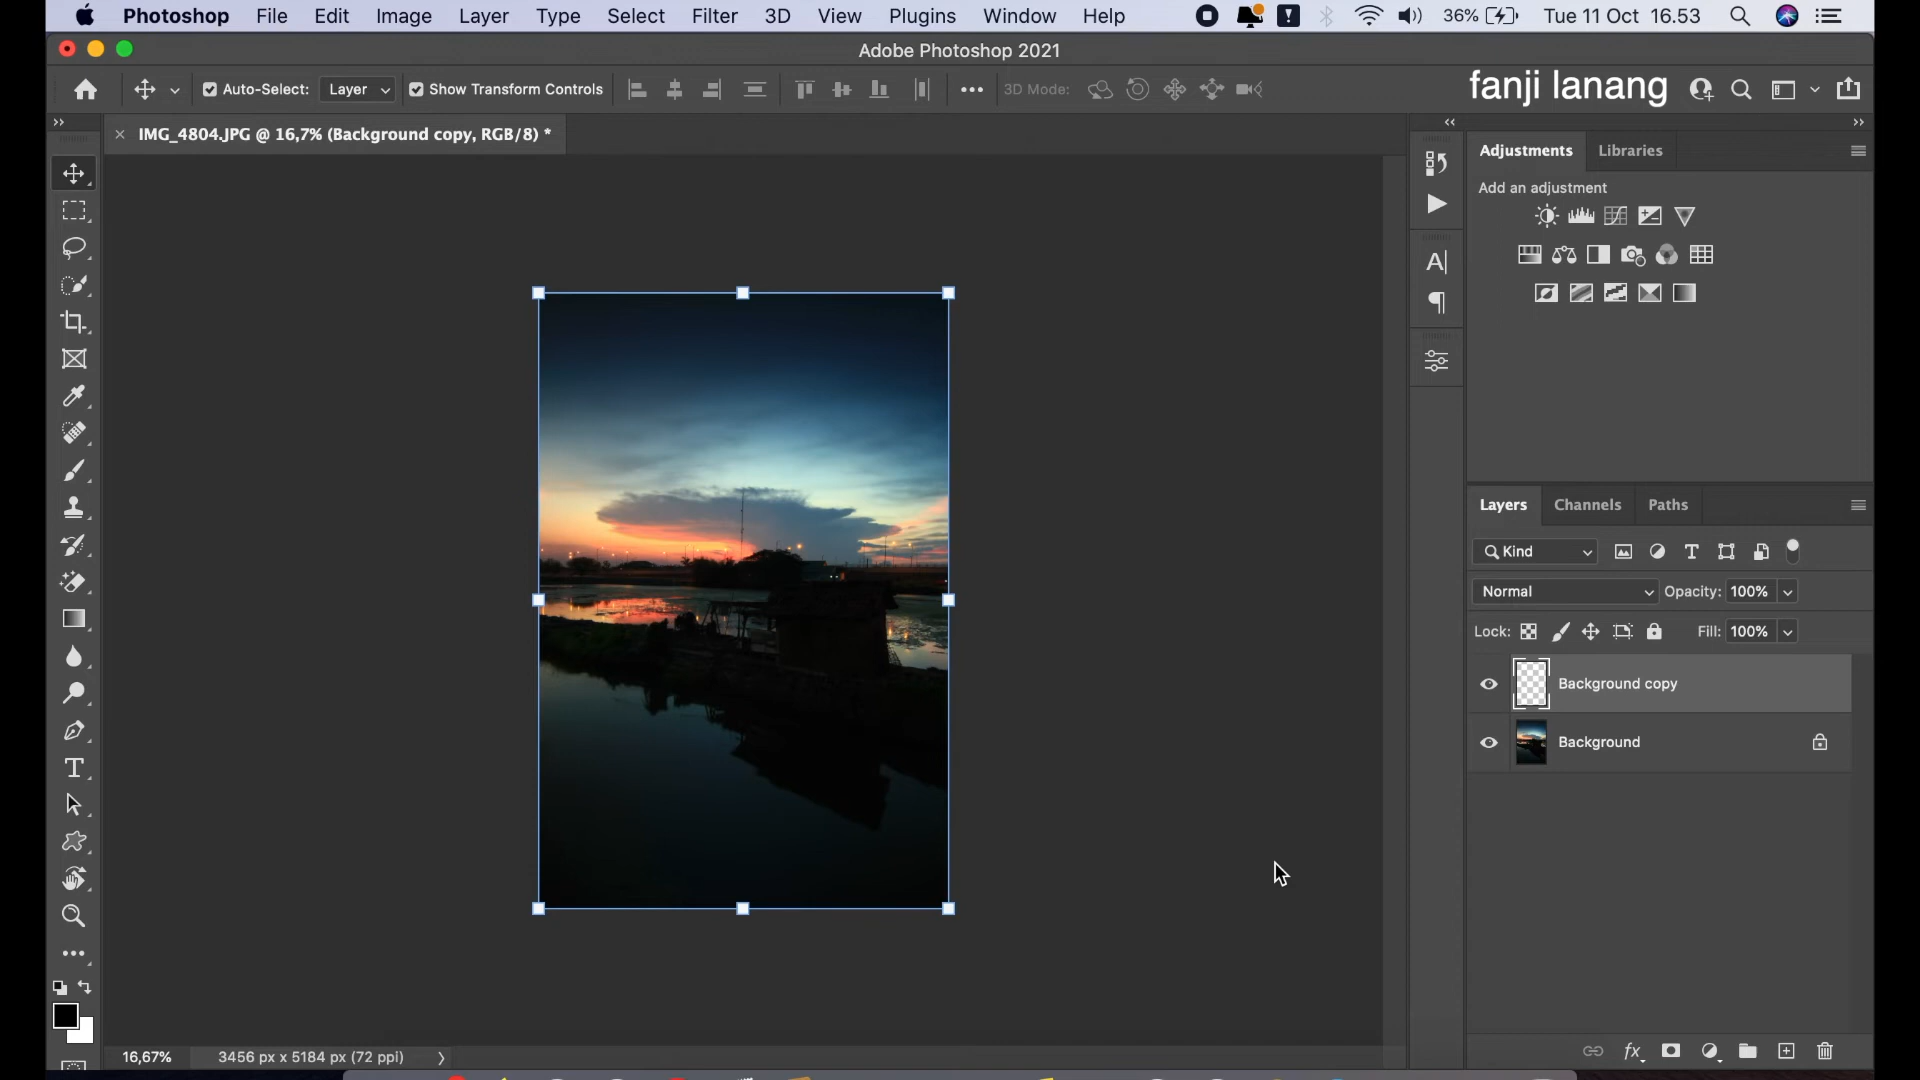 Photoshop File Edit Image Layer Type Select Filter 3D View Plugins Window Help 36% Tue 11 Oct 16.53
Adobe Photoshop 2021
Auto-Select: Layer Show Transform Controls 3D Mode: fanji lanang
IMG_4804.JPG @ 16,7% (Background copy, RGB/8) *
Adjustments Libraries
Add an adjustment
Layers Channels Paths
Kind
Normal Opacity: 100%
Lock: Fill: 100%
Background copy
Background
16,67% 3456 px x 5184 px (72 ppi)